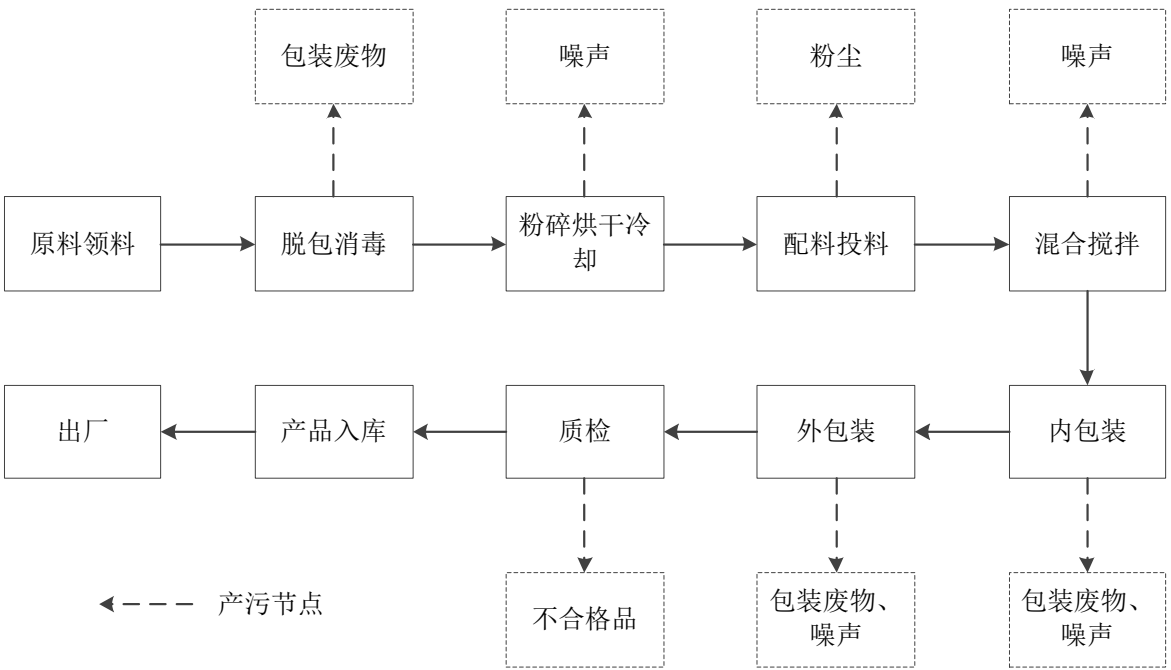 包装废物
噪声
粉尘
噪声
原料领料
脱包消毒
粉碎烘干冷
却
配料投料
混合搅拌
出厂
产品入库
质检
外包装
内包装
产污节点
不合格品
包装废物、
噪声
包装废物、
噪声